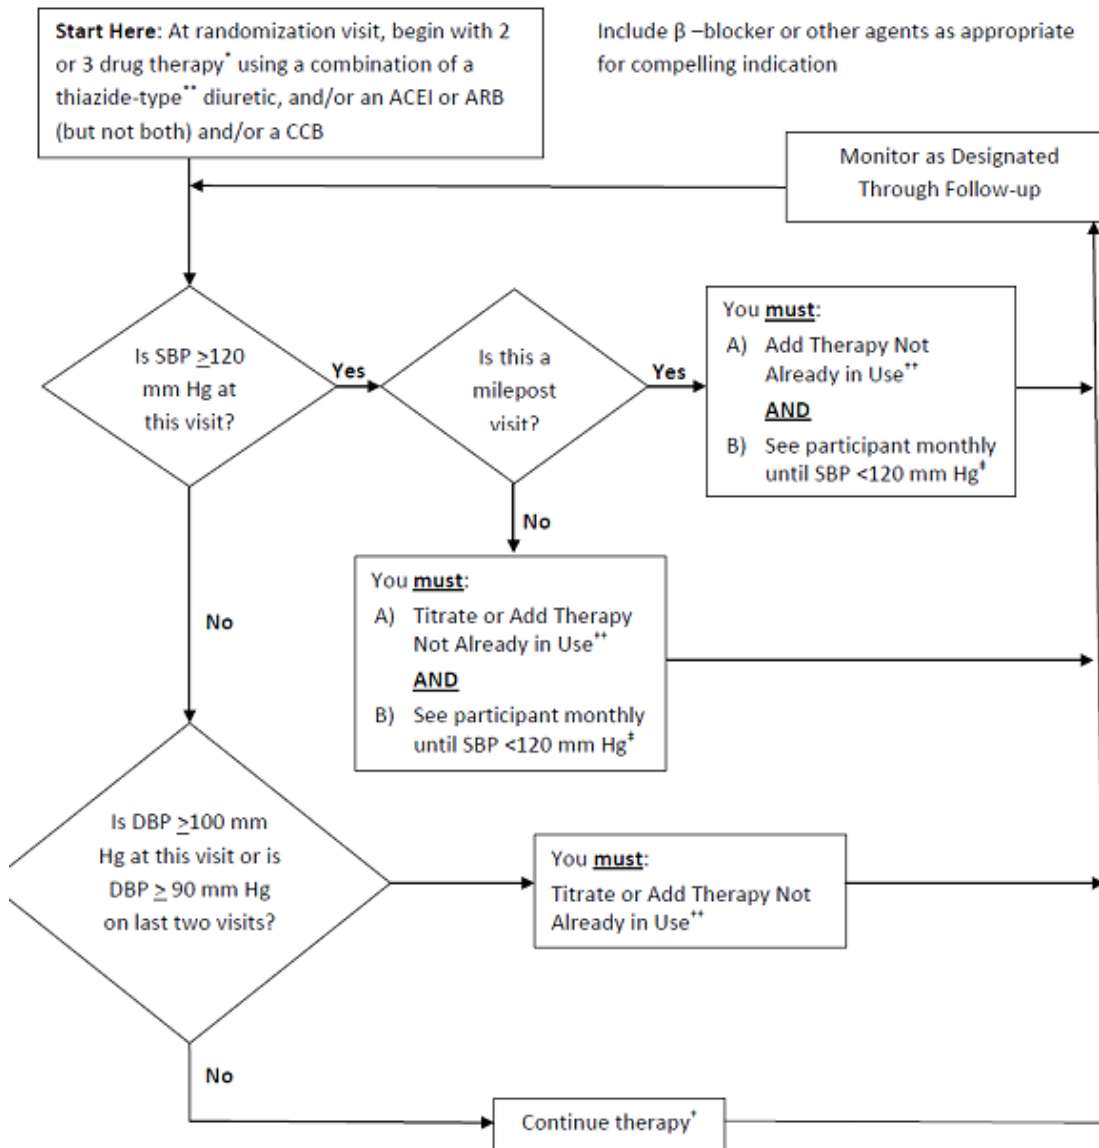 Start Here: At randomization visit, begin with 2
or 3 drug therapy* using a combination of a
thiazide-type** diuretic, and/or an ACEI or ARB
(but not both) and/or a CCB
Include β –blocker or other agents as appropriate
for compelling indication
Monitor as Designated
Through Follow-up
Is SBP ≥120
mm Hg at
this visit?
Yes
Is this a
milepost
visit?
Yes
You must:
A) Add Therapy Not
Already in Use††
AND
B) See participant monthly
until SBP <120 mm Hg‡
No
You must:
A) Titrate or Add Therapy
Not Already in Use††
AND
B) See participant monthly
until SBP <120 mm Hg‡
No
Is DBP ≥100 mm
Hg at this visit or is
DBP ≥ 90 mm Hg
on last two visits?
You must:
Titrate or Add Therapy Not
Already in Use††
No
Continue therapy†